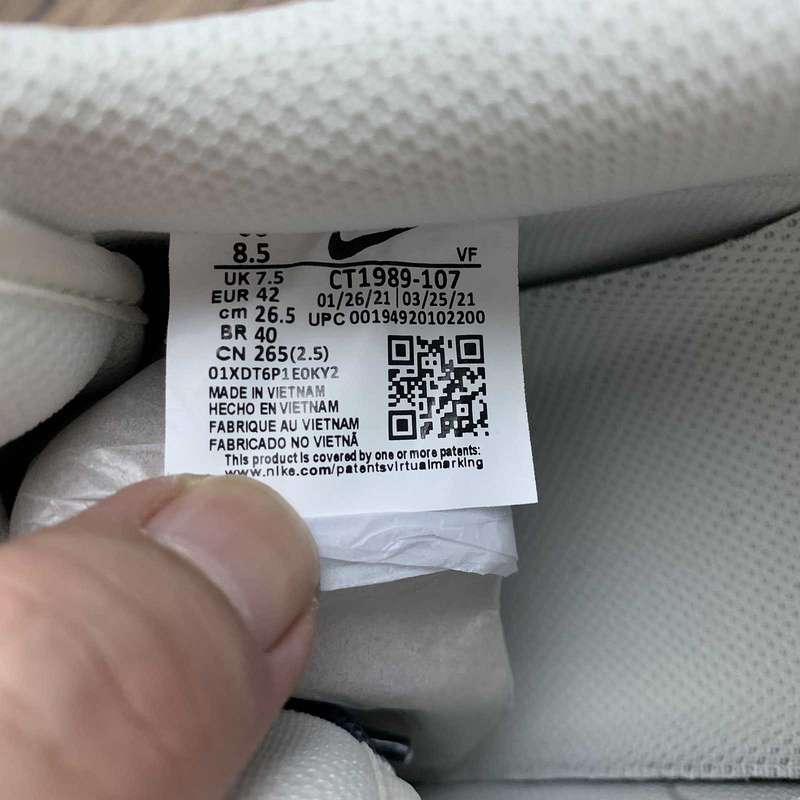 8.5
VF
UK 7.5
CT1989-107
EUR 42
01/26/21 03/25/21
cm 26.5
UPC 00194920102200
BR 40
CN 265(2.5)
01XDT6P1E0KY2
MADE IN VIETNAM
HECHO EN VIETNAM
FABRIQUE AU VIETNAM
FABRICADO NO VIETNÃ
This product is covered by one or more patents:
www.nike.com/patentsvirtualmarking